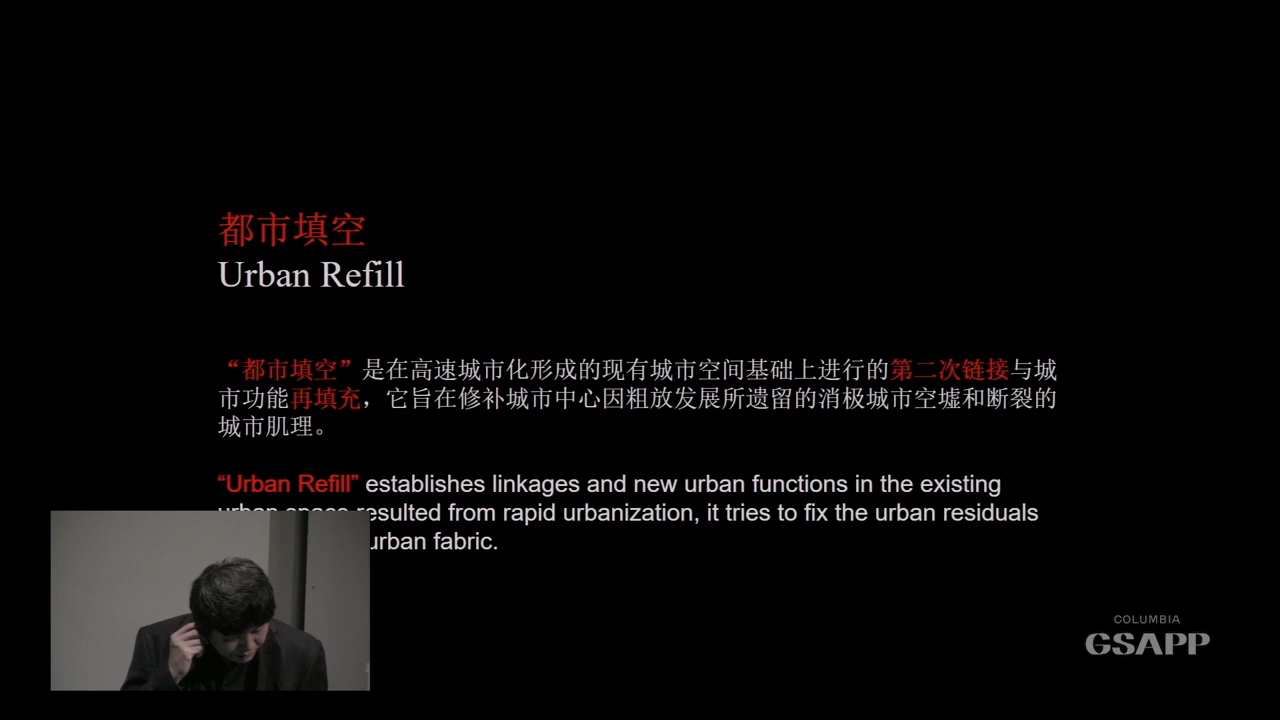 都市填空
Urban Refill
“都市填空”是在高速城市化形成的现有城市空间基础上进行的第二次链接与城
市功能再填充，它旨在修补城市中心因粗放发展所遗留的消极城市空墟和断裂的
城市肌理。
“Urban Refill” establishes linkages and new urban functions in the existing
urban space resulted from rapid urbanization, it tries to fix the urban residuals
urban fabric.
COLUMBIA
GSAPP